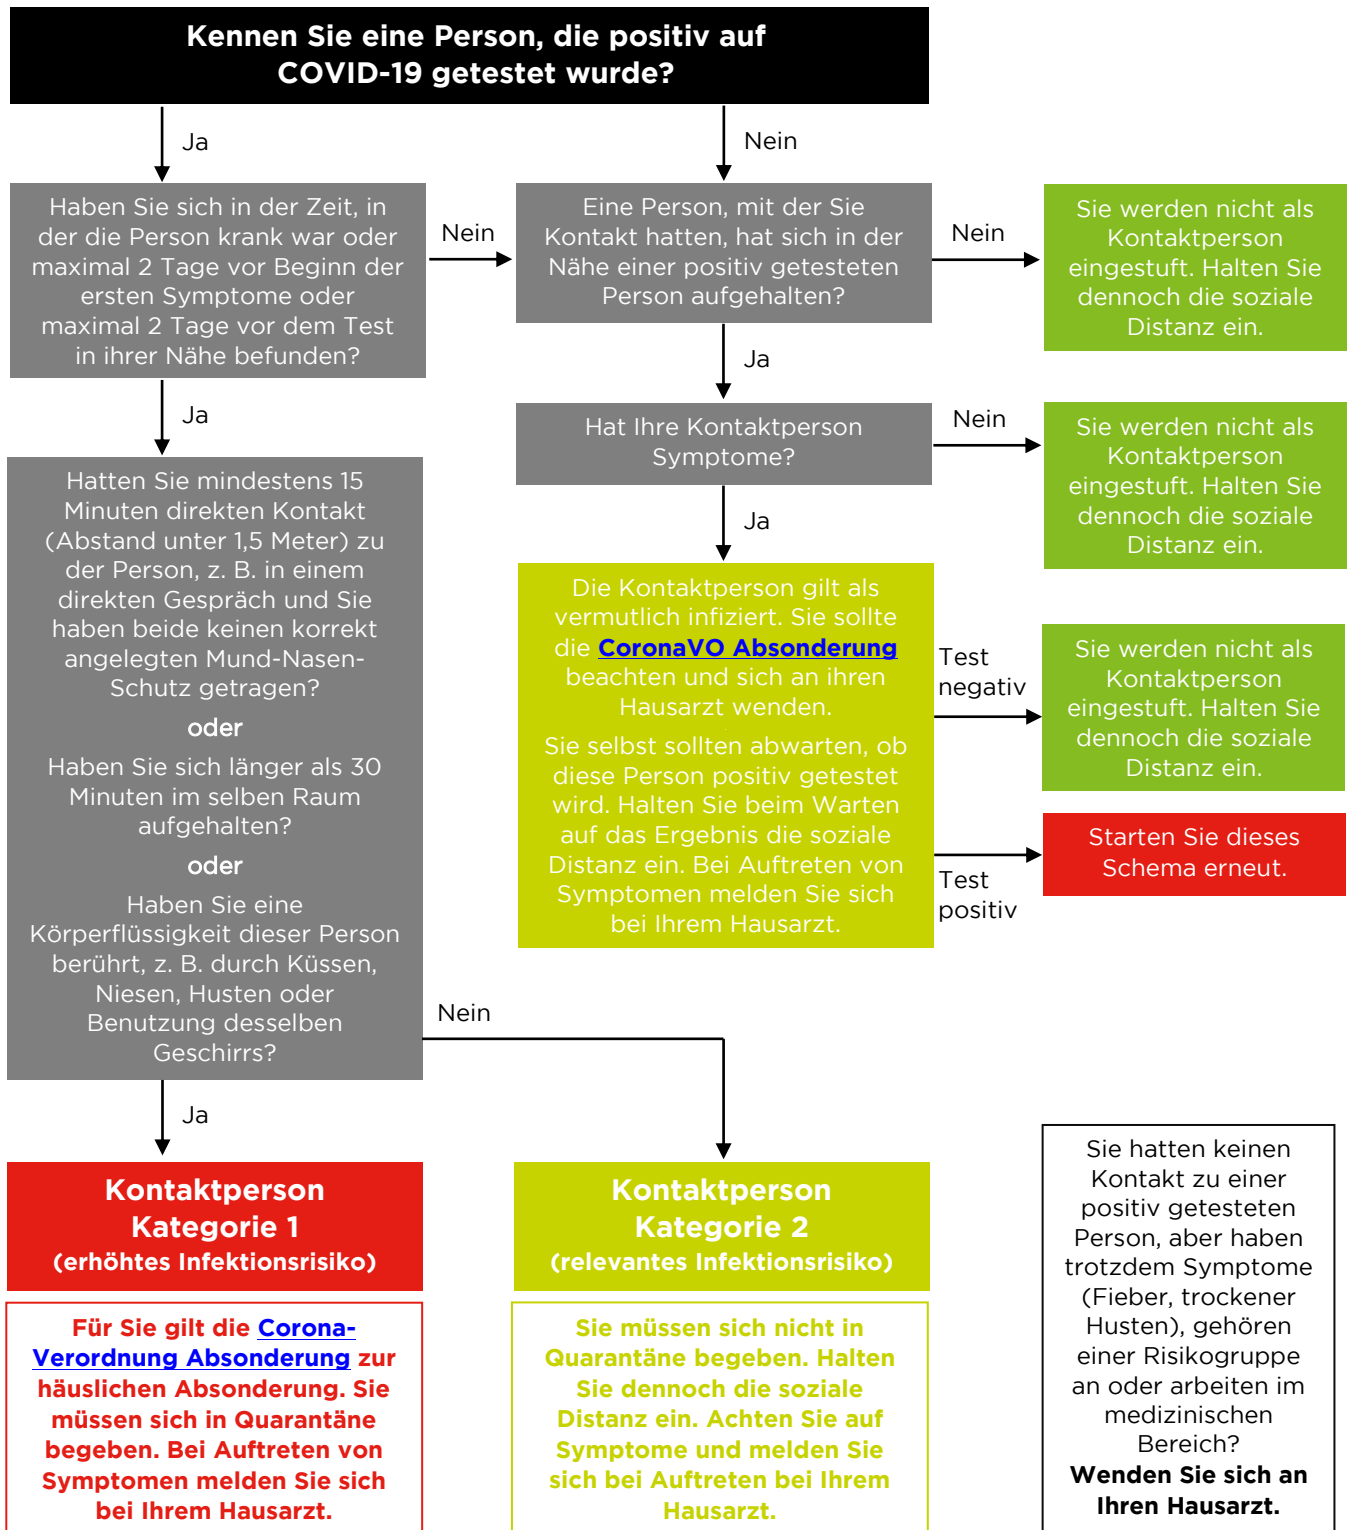 Kennen Sie eine Person, die positiv auf
COVID-19 getestet wurde?
Ja
Nein
Haben Sie sich in der Zeit, in
der die Person krank war oder
maximal 2 Tage vor Beginn der
ersten Symptome oder
maximal 2 Tage vor dem Test
in ihrer Nähe befunden?
Nein
Eine Person, mit der Sie
Kontakt hatten, hat sich in der
Nähe einer positiv getesteten
Person aufgehalten?
Nein
Sie werden nicht als
Kontaktperson
eingestuft. Halten Sie
dennoch die soziale
Distanz ein.
Ja
Ja
Hat Ihre Kontaktperson
Symptome?
Nein
Sie werden nicht als
Kontaktperson
eingestuft. Halten Sie
dennoch die soziale
Distanz ein.
Hatten Sie mindestens 15
Minuten direkten Kontakt
(Abstand unter 1,5 Meter) zu
der Person, z. B. in einem
direkten Gespräch und Sie
haben beide keinen korrekt
angelegten Mund-Nasen-
Schutz getragen?
oder
Haben Sie sich länger als 30
Minuten im selben Raum
aufgehalten?
oder
Haben Sie eine
Körperflüssigkeit dieser Person
berührt, z. B. durch Küssen,
Niesen, Husten oder
Benutzung desselben
Geschirrs?
Ja
Die Kontaktperson gilt als
vermutlich infiziert. Sie sollte
die CoronaVO Absonderung
beachten und sich an ihren
Hausarzt wenden.
Sie selbst sollten abwarten, ob
diese Person positiv getestet
wird. Halten Sie beim Warten
auf das Ergebnis die soziale
Distanz ein. Bei Auftreten von
Symptomen melden Sie sich
bei Ihrem Hausarzt.
Test
negativ
Sie werden nicht als
Kontaktperson
eingestuft. Halten Sie
dennoch die soziale
Distanz ein.
Test
positiv
Starten Sie dieses
Schema erneut.
Nein
Ja
Kontaktperson
Kategorie 1
(erhöhtes Infektionsrisiko)
Für Sie gilt die Corona-
Verordnung Absonderung zur
häuslichen Absonderung. Sie
müssen sich in Quarantäne
begeben. Bei Auftreten von
Symptomen melden Sie sich
bei Ihrem Hausarzt.
Kontaktperson
Kategorie 2
(relevantes Infektionsrisiko)
Sie müssen sich nicht in
Quarantäne begeben. Halten
Sie dennoch die soziale
Distanz ein. Achten Sie auf
Symptome und melden Sie
sich bei Auftreten bei Ihrem
Hausarzt.
Sie hatten keinen
Kontakt zu einer
positiv getesteten
Person, aber haben
trotzdem Symptome
(Fieber, trockener
Husten), gehören
einer Risikogruppe
an oder arbeiten im
medizinischen
Bereich?
Wenden Sie sich an
Ihren Hausarzt.